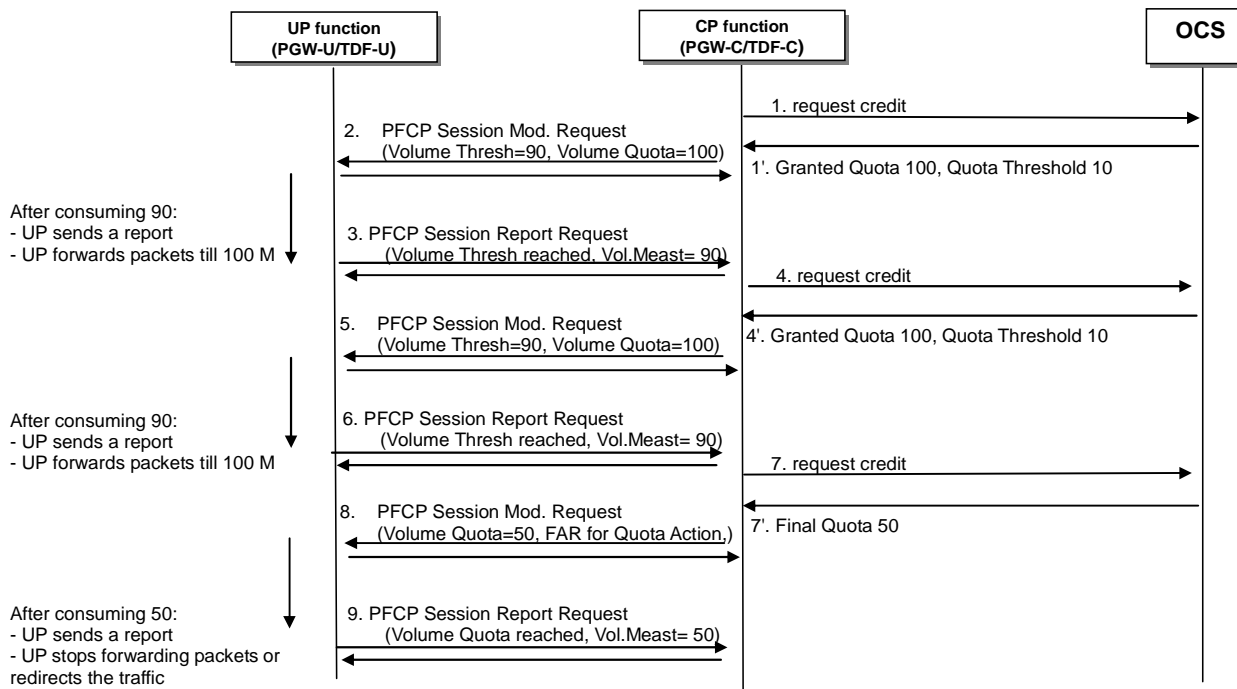 UP function
(PGW-U/TDF-U)
CP function
(PGW-C/TDF-C)
OCS
1. request credit
2. PFCP Session Mod. Request
(Volume Thresh=90, Volume Quota=100)
1'. Granted Quota 100, Quota Threshold 10
After consuming 90:
- UP sends a report
- UP forwards packets till 100 M
3. PFCP Session Report Request
(Volume Thresh reached, Vol.Meast= 90)
4. request credit
5. PFCP Session Mod. Request
(Volume Thresh=90, Volume Quota=100)
4'. Granted Quota 100, Quota Threshold 10
After consuming 90:
- UP sends a report
- UP forwards packets till 100 M
6. PFCP Session Report Request
(Volume Thresh reached, Vol.Meast= 90)
7. request credit
8. PFCP Session Mod. Request
(Volume Quota=50, FAR for Quota Action,)
7'. Final Quota 50
After consuming 50:
- UP sends a report
- UP stops forwarding packets or
redirects the traffic
9. PFCP Session Report Request
(Volume Quota reached, Vol.Meast= 50)